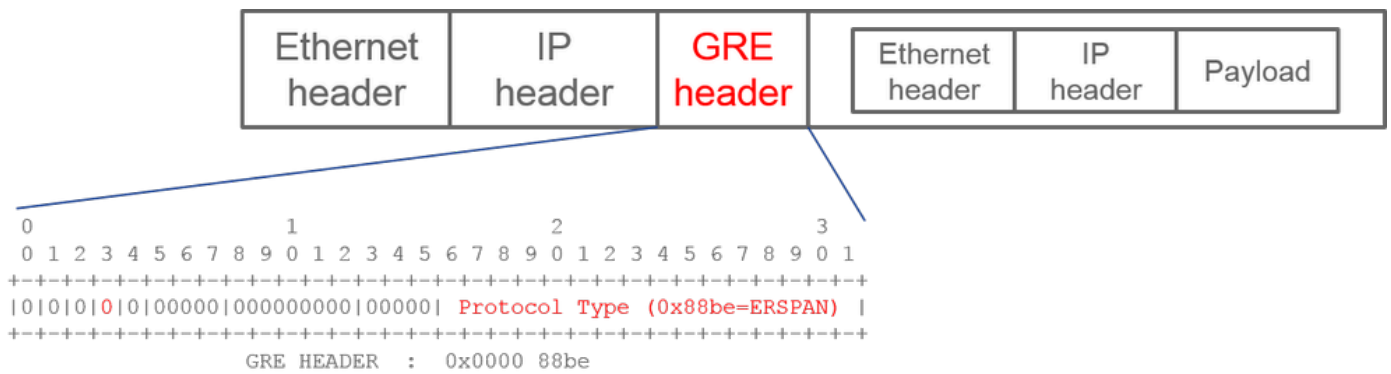 Ethernet header
IP header
GRE header
Ethernet header
IP header
Payload
0 1 2 3
0 1 2 3 4 5 6 7 8 9 0 1 2 3 4 5 6 7 8 9 0 1 2 3 4 5 6 7 8 9 0 1
+-+-+-+-+-+-+-+-+-+-+-+-+-+-+-+-+-+-+-+-+-+-+-+-+-+-+-+-+-+-+-+-+
|0|0|0|0|0|00000|000000000|00000| Protocol Type (0x88be=ERSPAN) |
+-+-+-+-+-+-+-+-+-+-+-+-+-+-+-+-+-+-+-+-+-+-+-+-+-+-+-+-+-+-+-+-+
GRE HEADER : 0x0000 88be